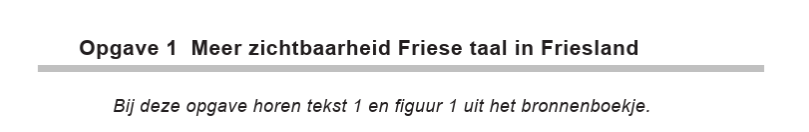 Opgave 1  Meer zichtbaarheid Friese taal in Friesland
Bij deze opgave horen tekst 1 en figuur 1 uit het bronnenboekje.